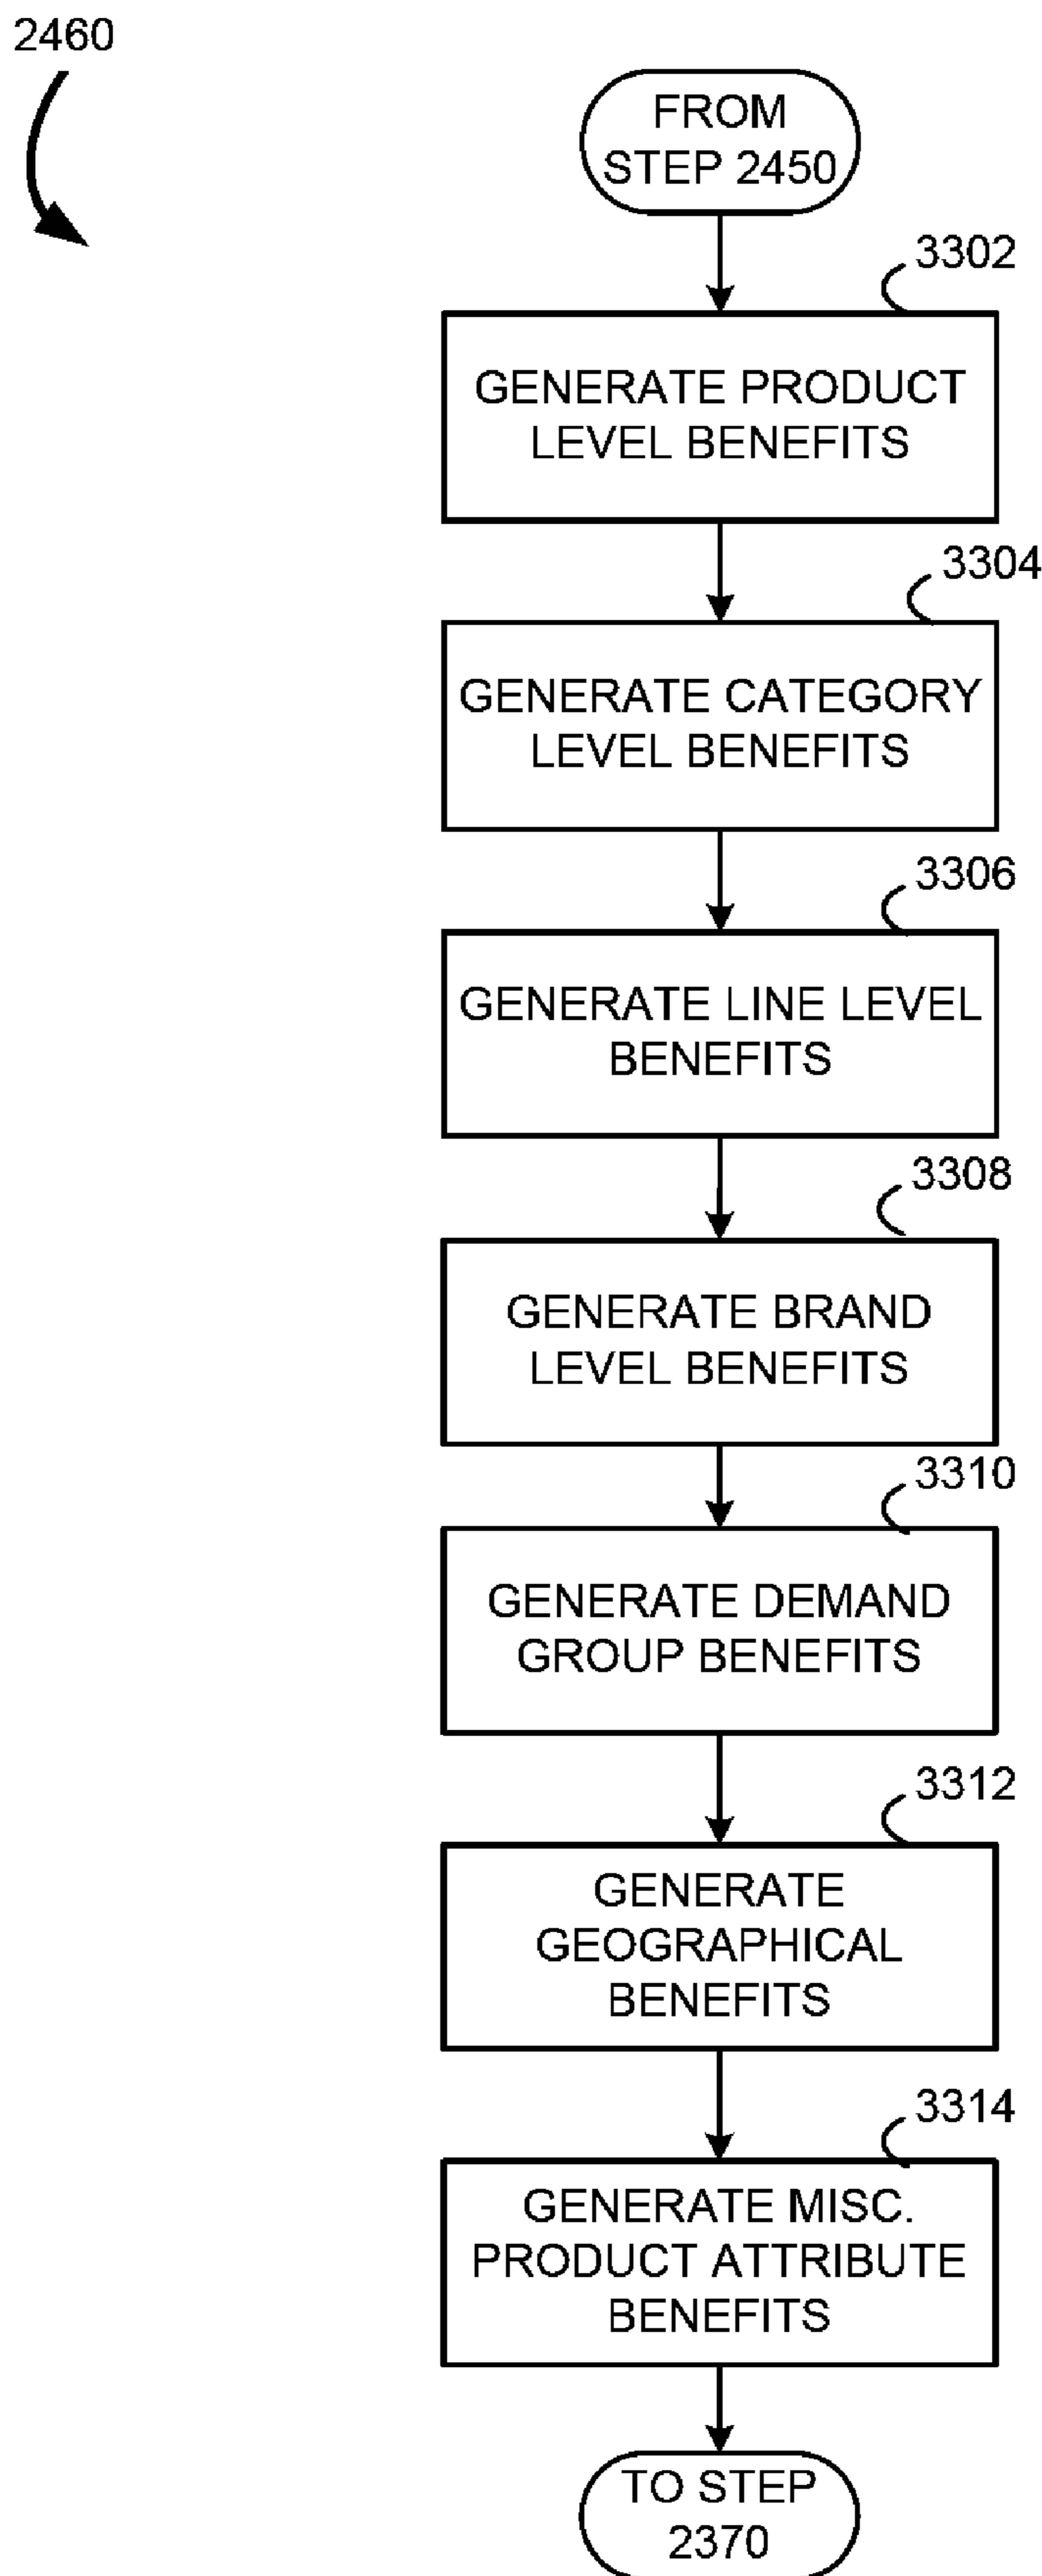 2460
FROM
STEP 2450
3302
GENERATE PRODUCT
LEVEL BENEFITS
3304
GENERATE CATEGORY
LEVEL BENEFITS
3306
GENERATE LINE LEVEL
BENEFITS
3308
GENERATE BRAND
LEVEL BENEFITS
3310
GENERATE DEMAND
GROUP BENEFITS
3312
GENERATE
GEOGRAPHICAL
BENEFITS
3314
GENERATE MISC.
PRODUCT ATTRIBUTE
BENEFITS
TO STEP
2370